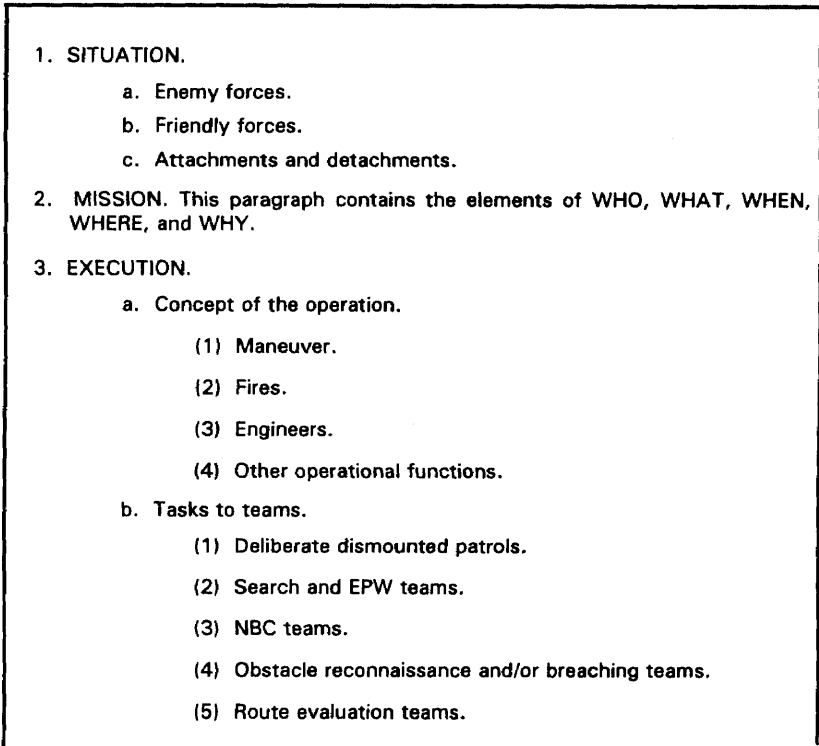 1. SITUATION.
a. Enemy forces.
b. Friendly forces.
c. Attachments and detachments.
2. MISSION. This paragraph contains the elements of WHO, WHAT, WHEN,
WHERE, and WHY.
3. EXECUTION.
a. Concept of the operation.
(1) Maneuver.
(2) Fires.
(3) Engineers.
(4) Other operational functions.
b. Tasks to teams.
(1) Deliberate dismounted patrols.
(2) Search and EPW teams.
(3) NBC teams.
(4) Obstacle reconnaissance and/or breaching teams.
(5) Route evaluation teams.